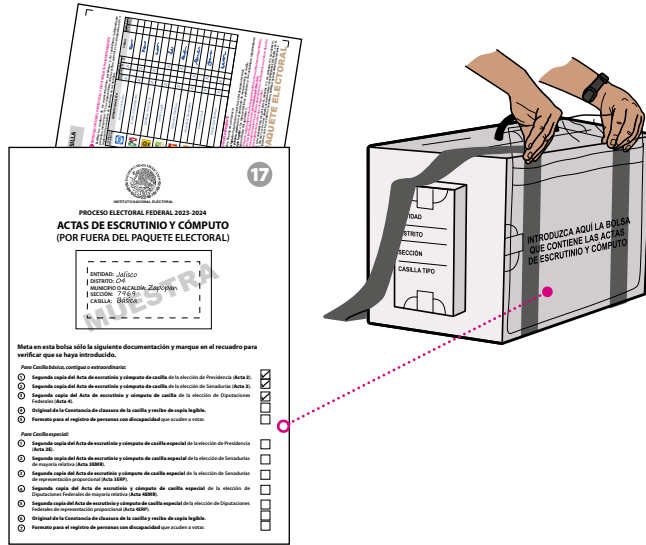 PAQUETE ELECTORAL
17
INSTITUTO NACIONAL ELECTORAL
PROCESO ELECTORAL FEDERAL 2023-2024
ACTAS DE ESCRUTINIO Y CÓMPUTO
(POR FUERA DEL PAQUETE ELECTORAL)
ENTIDAD: Jalisco
DISTRITO: 04
MUNICIPIO O ALCALDÍA: Zapopan
SECCIÓN: 7969
CASILLA: Básica
MUESTRA
Meta en esta bolsa sólo la siguiente documentación y marque en el recuadro para
verificar que se haya introducido.
Para Casilla básica, contigua o extraordinaria:
1 Segunda copia del Acta de escrutinio y cómputo de casilla de la elección de Presidencia (Acta 2).
2 Segunda copia del Acta de escrutinio y cómputo de casilla de la elección de Senadurías (Acta 3).
3 Segunda copia del Acta de escrutinio y cómputo de casilla de la elección de Diputaciones
Federales (Acta 4).
4 Original de la Constancia de clausura de la casilla y recibo de copia legible.
5 Formato para el registro de personas con discapacidad que acuden a votar.
Para Casilla especial:
1 Segunda copia del Acta de escrutinio y cómputo de casilla especial de la elección de Presidencia
(Acta 2E).
2 Segunda copia del Acta de escrutinio y cómputo de casilla especial de la elección de Senadurías
de mayoría relativa (Acta 3EMR).
3 Segunda copia del Acta de escrutinio y cómputo de casilla especial de la elección de Senadurías
de representación proporcional (Acta 3ERP).
4 Segunda copia del Acta de escrutinio y cómputo de casilla especial de la elección de
Diputaciones Federales de mayoría relativa (Acta 4EMR).
5 Segunda copia del Acta de escrutinio y cómputo de casilla especial de la elección de Diputaciones
Federales de representación proporcional (Acta 4ERP).
6 Original de la Constancia de clausura de la casilla y recibo de copia legible.
7 Formato para el registro de personas con discapacidad que acuden a votar.
IDAD
STRITO
SECCIÓN
CASILLA TIPO
INTRODUZCA AQUÍ LA BOLSA
QUE CONTIENE LAS ACTAS
DE ESCRUTINIO Y CÓMPUTO